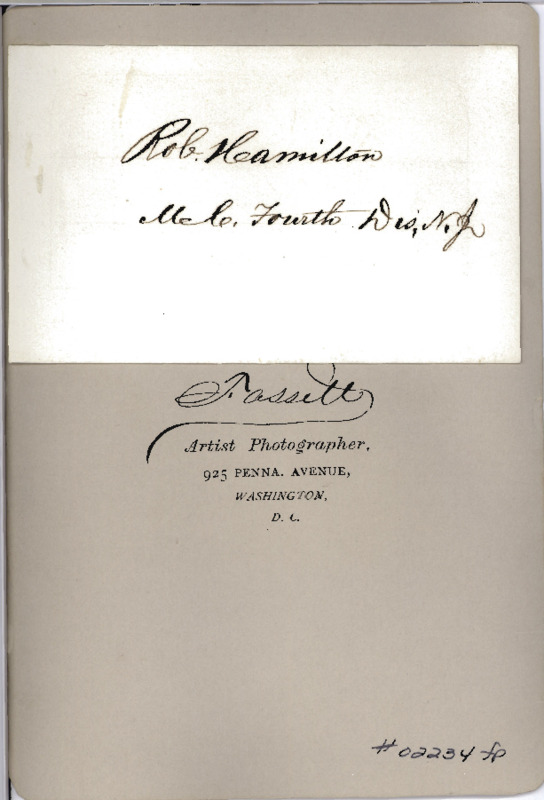 Rob. Hamilton
M.C. Fourth Dis, N.J
Fassett
Artist Photographer,
925 PENNA. AVENUE,
WASHINGTON,
D. C.
#02234 fp